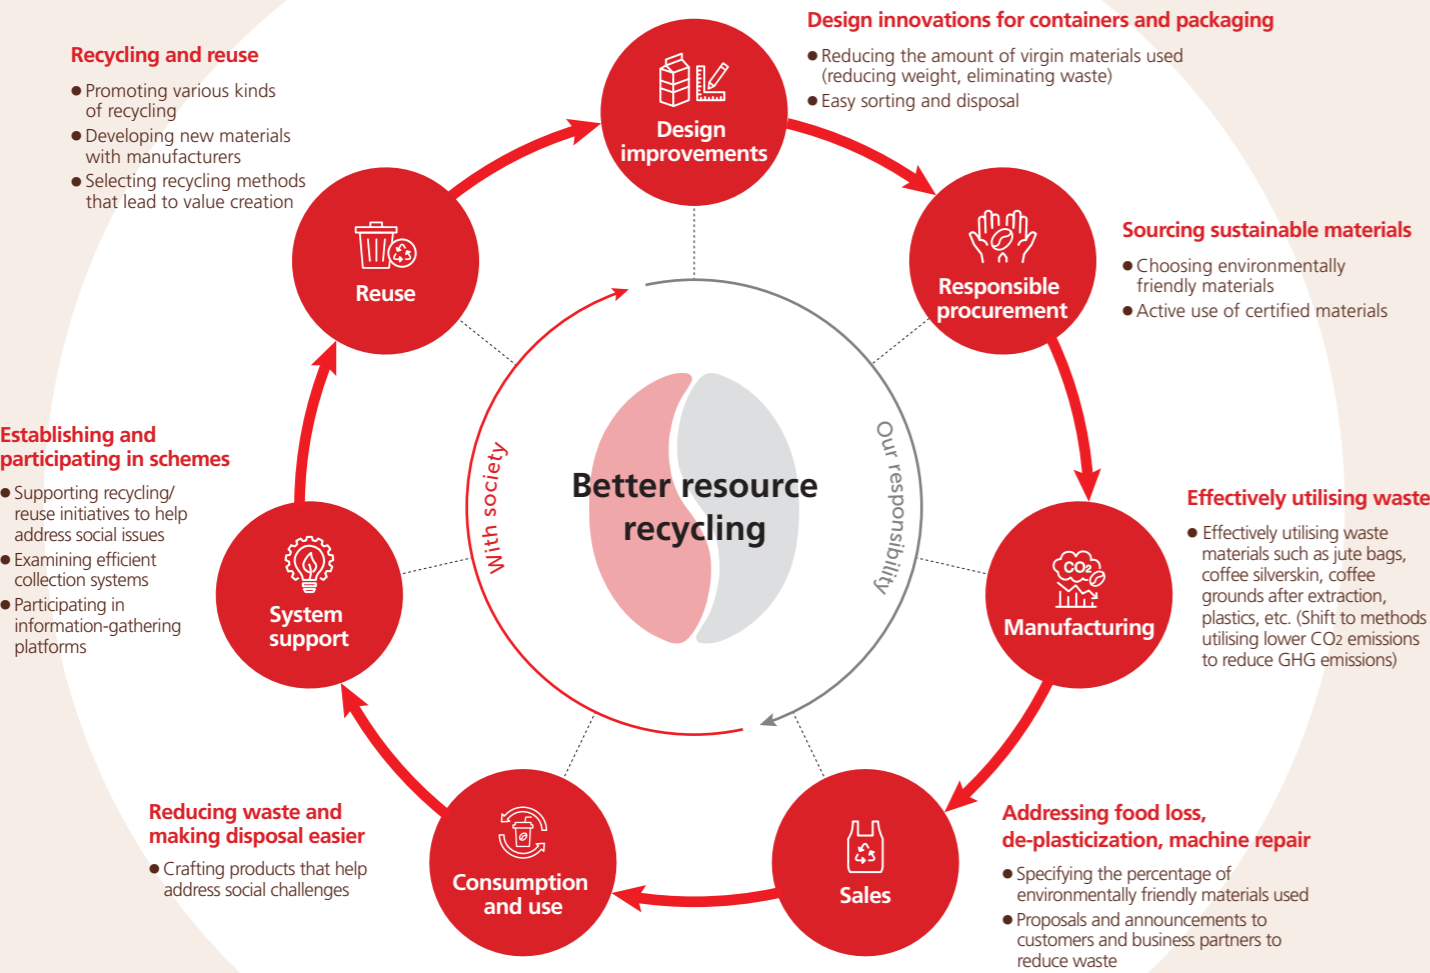 Design innovations for containers and packaging
● Reducing the amount of virgin materials used
(reducing weight, eliminating waste)
● Easy sorting and disposal
Design
improvements
Sourcing sustainable materials
● Choosing environmentally
friendly materials
● Active use of certified materials
Responsible
procurement
Effectively utilising waste
● Effectively utilising waste
materials such as jute bags,
coffee silverskin, coffee
grounds after extraction,
plastics, etc. (Shift to methods
utilising lower CO2 emissions
to reduce GHG emissions)
CO2
Manufacturing
Addressing food loss,
de-plasticization, machine repair
● Specifying the percentage of
environmentally friendly materials used
● Proposals and announcements to
customers and business partners to
reduce waste
Sales
Reducing waste and
making disposal easier
● Crafting products that help
address social challenges
Consumption
and use
Establishing and
participating in schemes
● Supporting recycling/
reuse initiatives to help
address social issues
● Examining efficient
collection systems
● Participating in
information-gathering
platforms
System
support
Recycling and reuse
● Promoting various kinds
of recycling
● Developing new materials
with manufacturers
● Selecting recycling methods
that lead to value creation
Reuse
With society
Our responsibility
Better resource
recycling